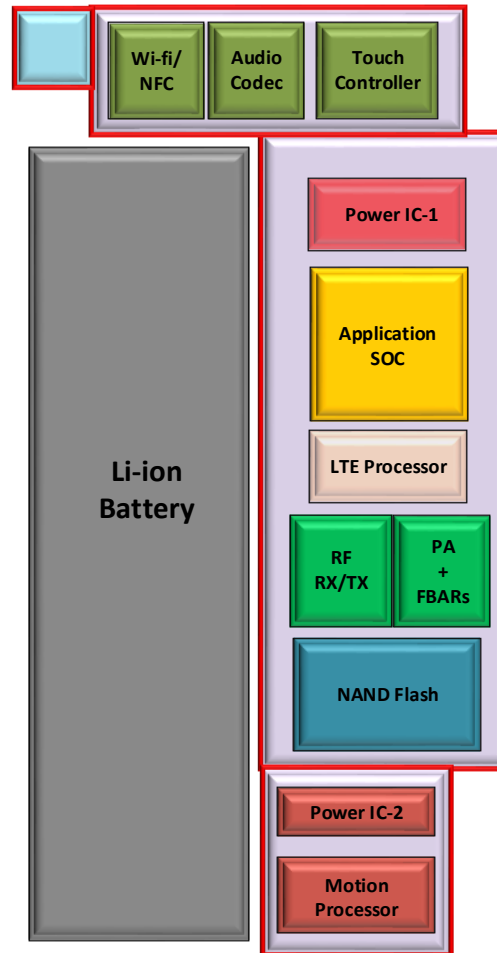 Wi-fi/
NFC
Audio
Codec
Touch
Controller
Power IC-1
Application
SOC
LTE Processor
RF
RX/TX
PA
+
FBARs
Li-ion
Battery
NAND Flash
Power IC-2
Motion
Processor